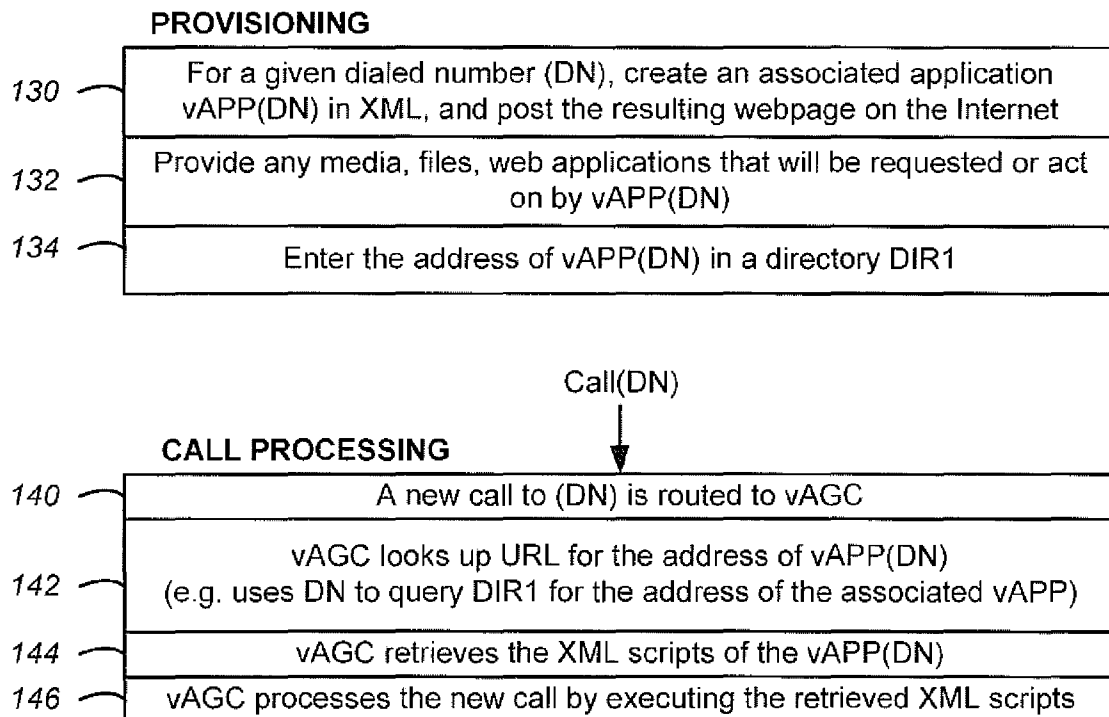 PROVISIONING
130
For a given dialed number (DN), create an associated application
vAPP(DN) in XML, and post the resulting webpage on the Internet
132
Provide any media, files, web applications that will be requested or act
on by vAPP(DN)
134
Enter the address of vAPP(DN) in a directory DIR1
Call(DN)
CALL PROCESSING
140
A new call to (DN) is routed to vAGC
142
vAGC looks up URL for the address of vAPP(DN)
(e.g. uses DN to query DIR1 for the address of the associated vAPP)
144
vAGC retrieves the XML scripts of the vAPP(DN)
146
vAGC processes the new call by executing the retrieved XML scripts